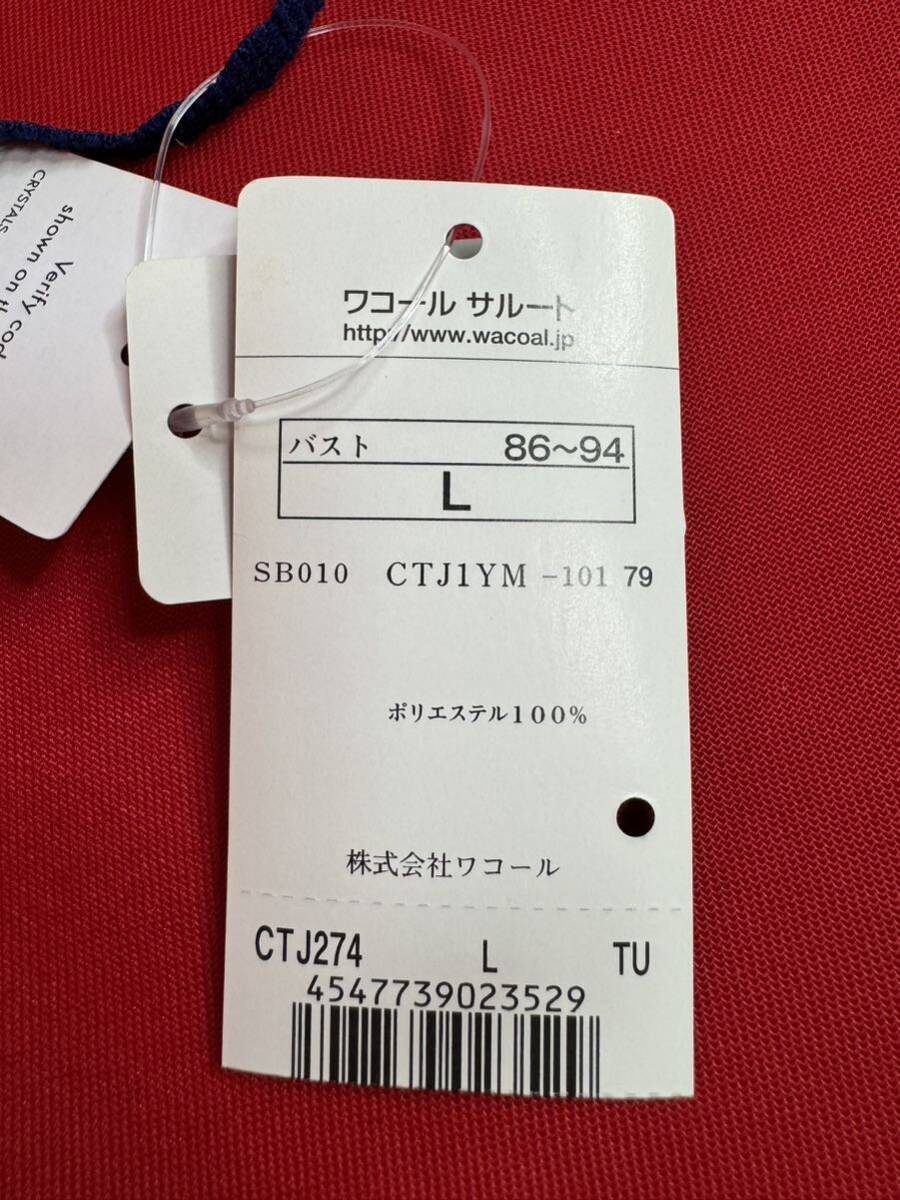 CRYSTALS
Verify cod
shown on th
ワコール サルート
http://www.wacoal.jp
バスト 86~94
L
SB010 CTJ1YM -101 79
ポリエステル100%
株式会社ワコール
CTJ274 L TU
4547739023529